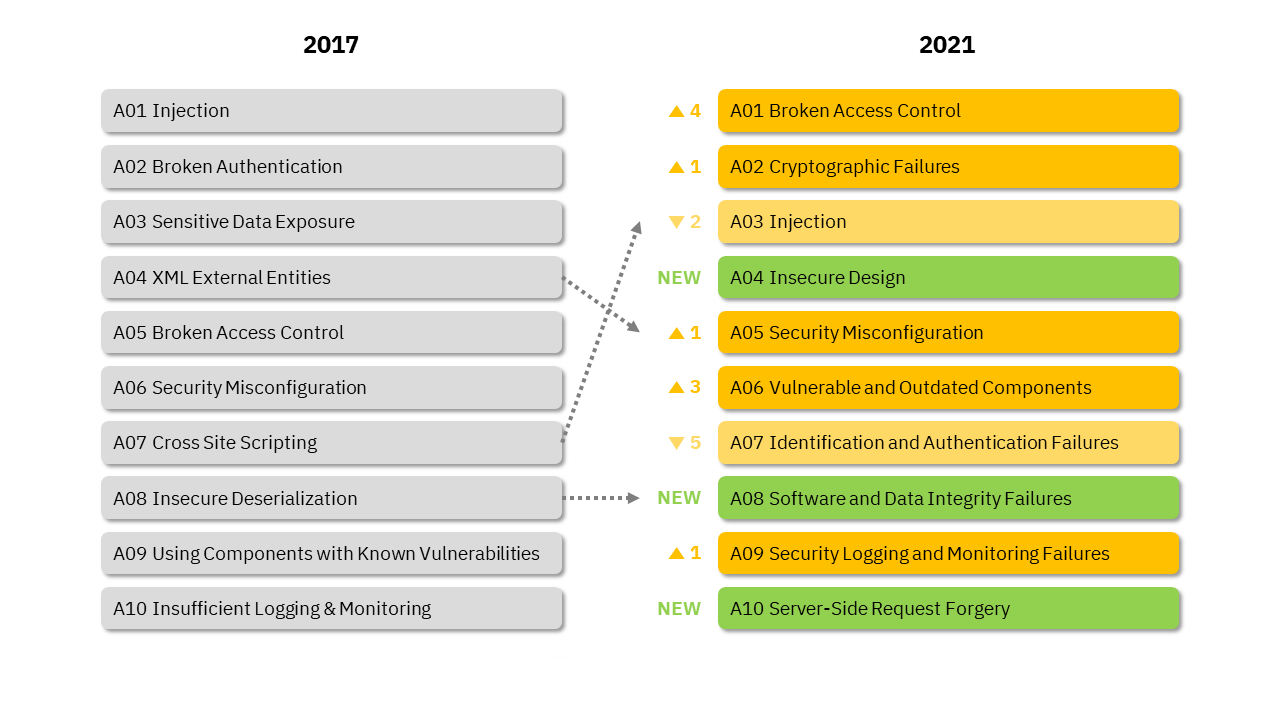 2017
2021
A01 Injection
▲ 4
A01 Broken Access Control
A02 Broken Authentication
▲ 1
A02 Cryptographic Failures
A03 Sensitive Data Exposure
▼ 2
A03 Injection
A04 XML External Entities
NEW
A04 Insecure Design
A05 Broken Access Control
▲ 1
A05 Security Misconfiguration
A06 Security Misconfiguration
▲ 3
A06 Vulnerable and Outdated Components
A07 Cross Site Scripting
▼ 5
A07 Identification and Authentication Failures
A08 Insecure Deserialization
NEW
A08 Software and Data Integrity Failures
A09 Using Components with Known Vulnerabilities
▲ 1
A09 Security Logging and Monitoring Failures
A10 Insufficient Logging & Monitoring
NEW
A10 Server-Side Request Forgery